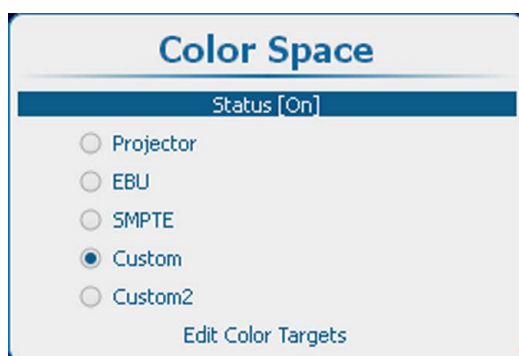 Color Space
Status [On]
Projector
EBU
SMPTE
Custom
Custom2
Edit Color Targets